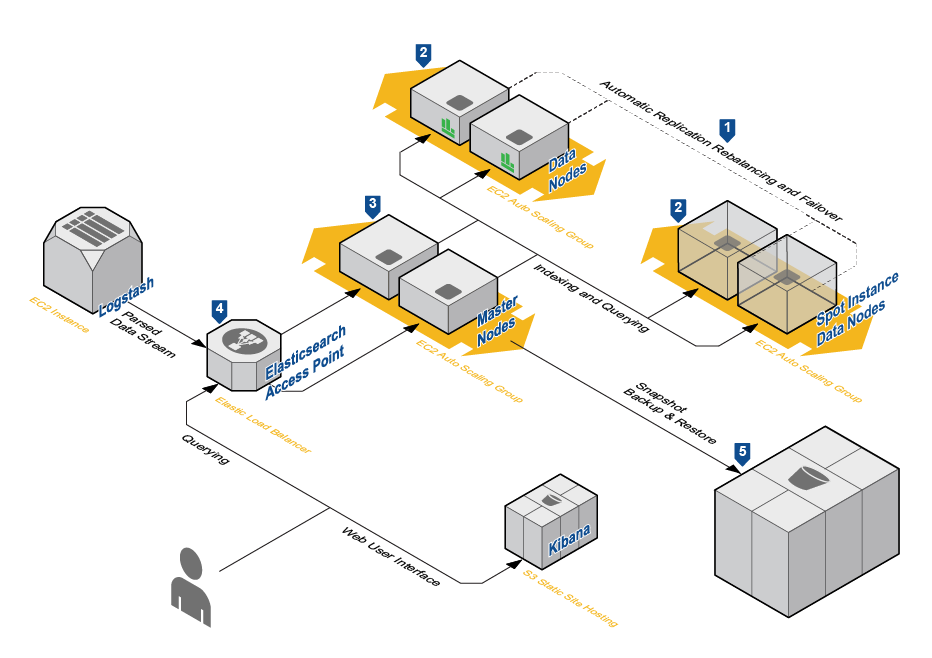 2
Automatic Replication Rebalancing and Failover
1
Data
Nodes
EC2 Auto Scaling Group
2
3
Logstash
EC2 Instance
Parsed
Data Stream
4
Elasticsearch
Access Point
Elastic Load Balancer
Master
Nodes
EC2 Auto Scaling Group
Indexing and Querying
Spot Instance
Data Nodes
EC2 Auto Scaling Group
Snapshot
Backup & Restore
5
Querying
Web User Interface
Kibana
S3 Static Site Hosting